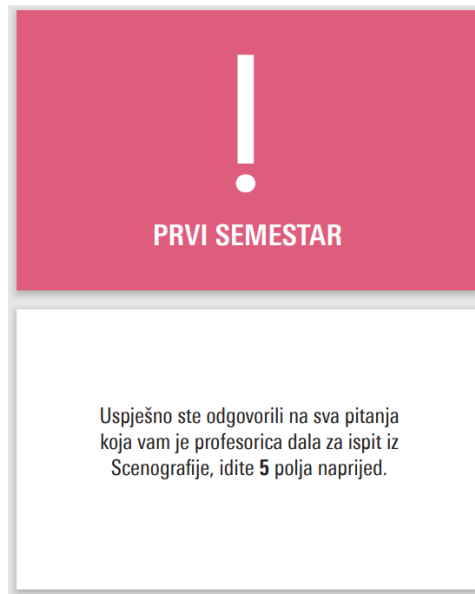 !
PRVI SEMESTAR
Uspješno ste odgovorili na sva pitanja
koja vam je profesorica dala za ispit iz
Scenografije, idite 5 polja naprijed.